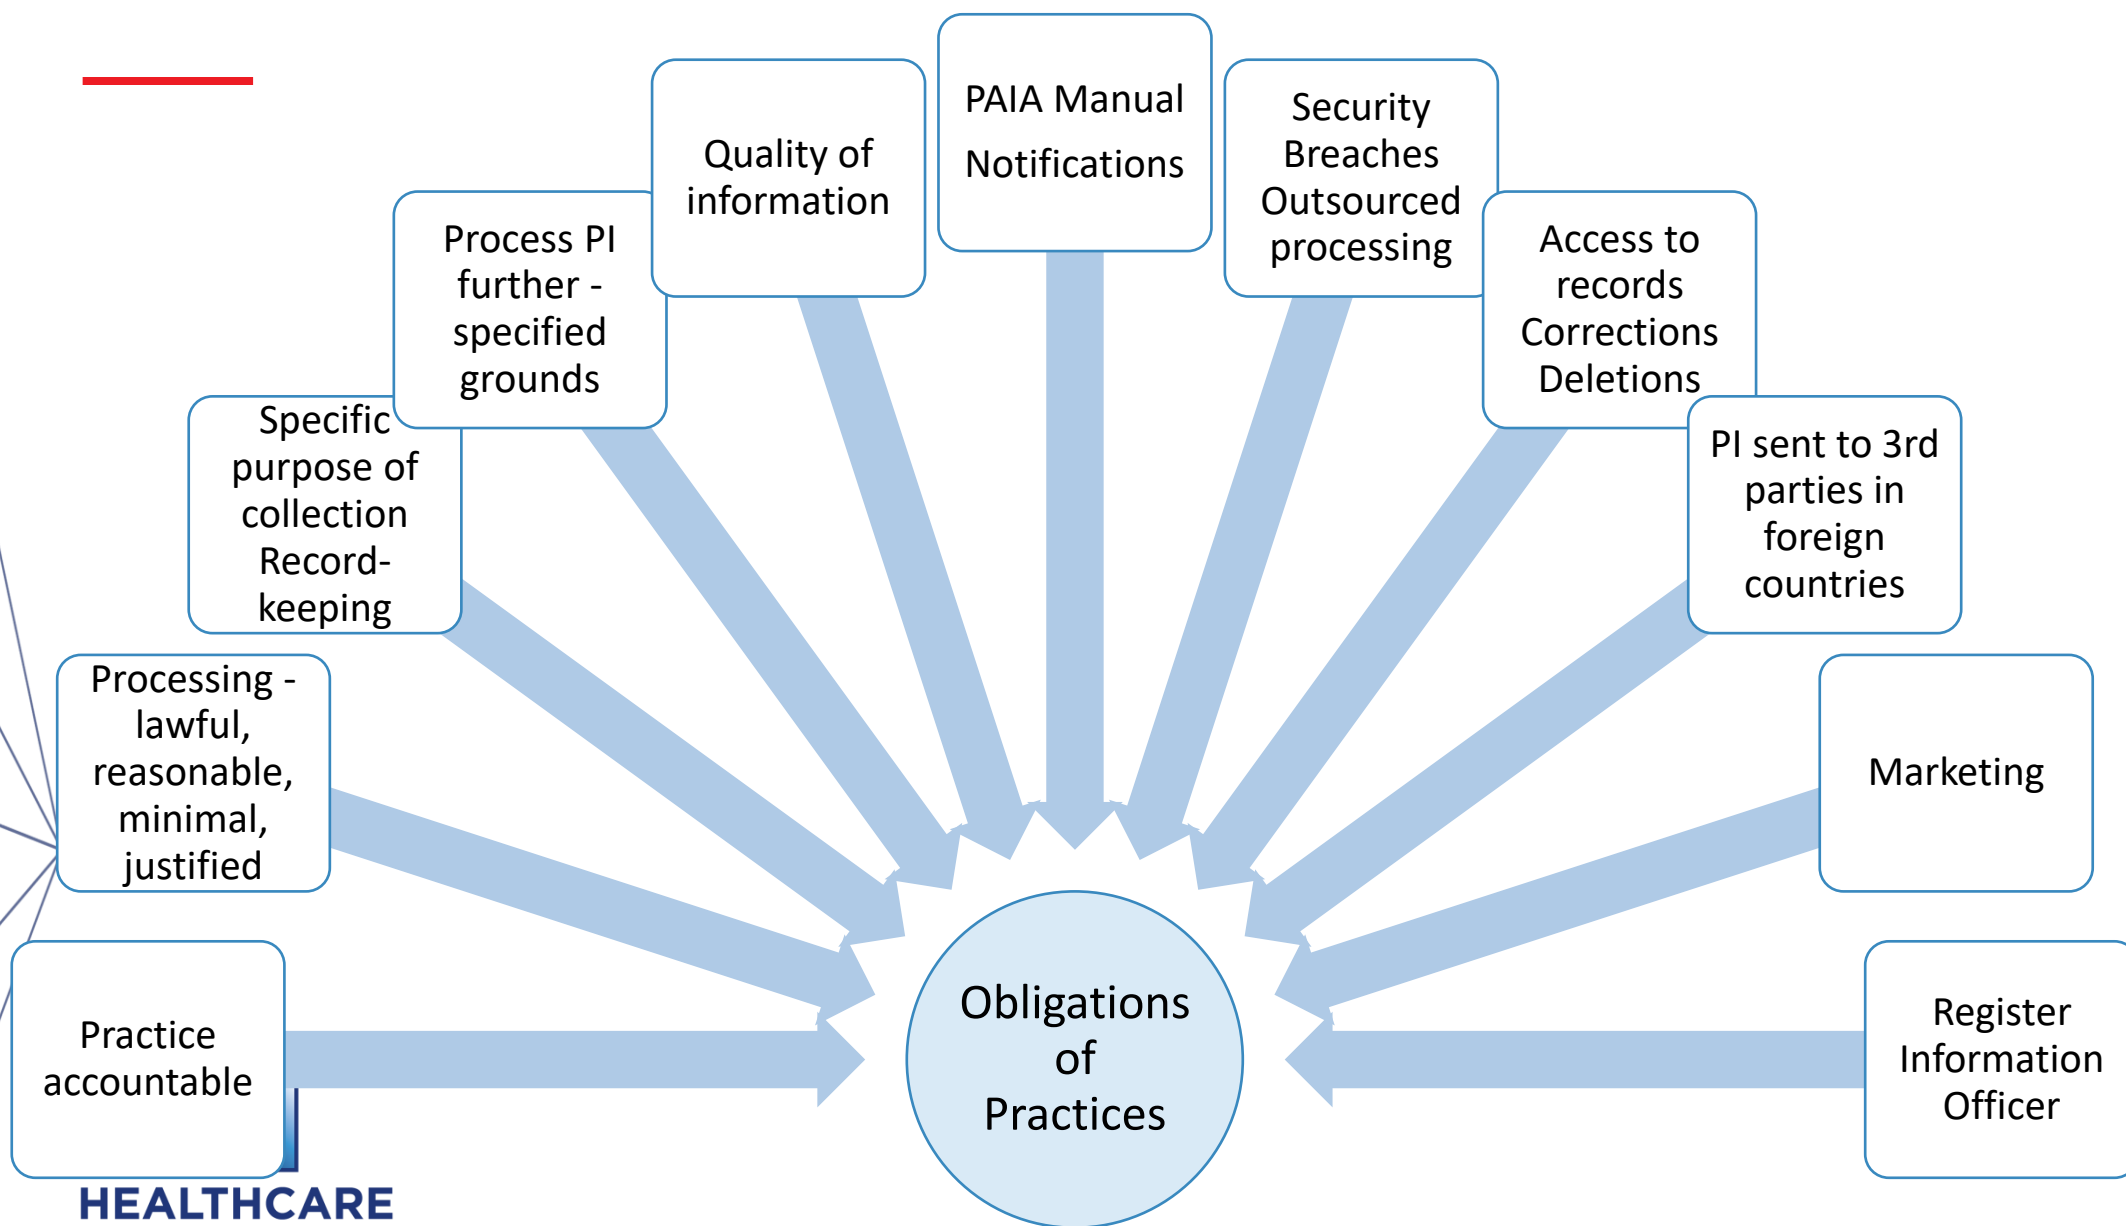 Practice
accountable
Processing -
lawful,
reasonable,
minimal,
justified
Specific
purpose of
collection
Record-
keeping
Process PI
further -
specified
grounds
Quality of
information
PAIA Manual
Notifications
Security
Breaches
Outsourced
processing
Access to
records
Corrections
Deletions
PI sent to 3rd
parties in
foreign
countries
Marketing
Register
Information
Officer
Obligations
of
Practices
HEALTHCARE